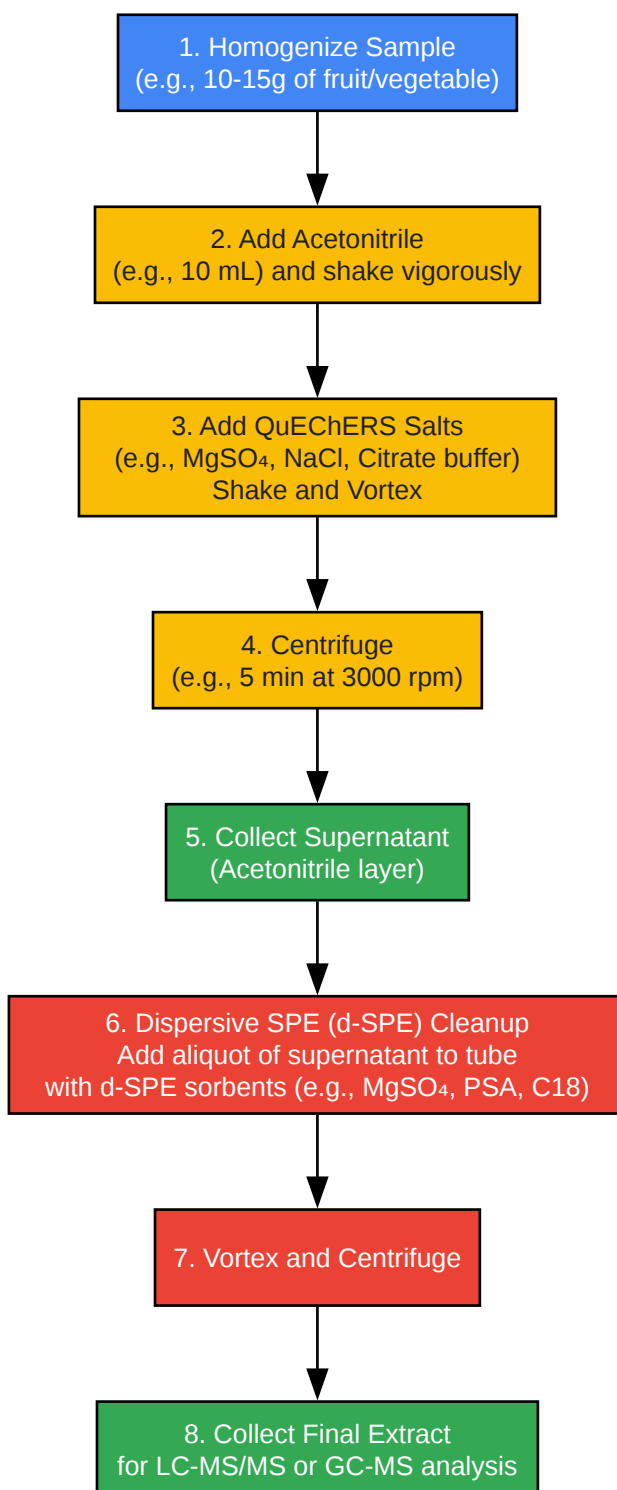 1. Homogenize Sample
(e.g., 10-15g of fruit/vegetable)
2. Add Acetonitrile
(e.g., 10 mL) and shake vigorously
3. Add QuEChERS Salts
(e.g., MgSO₄, NaCl, Citrate buffer)
Shake and Vortex
4. Centrifuge
(e.g., 5 min at 3000 rpm)
5. Collect Supernatant
(Acetonitrile layer)
6. Dispersive SPE (d-SPE) Cleanup
Add aliquot of supernatant to tube
with d-SPE sorbents (e.g., MgSO₄, PSA, C18)
7. Vortex and Centrifuge
8. Collect Final Extract
for LC-MS/MS or GC-MS analysis